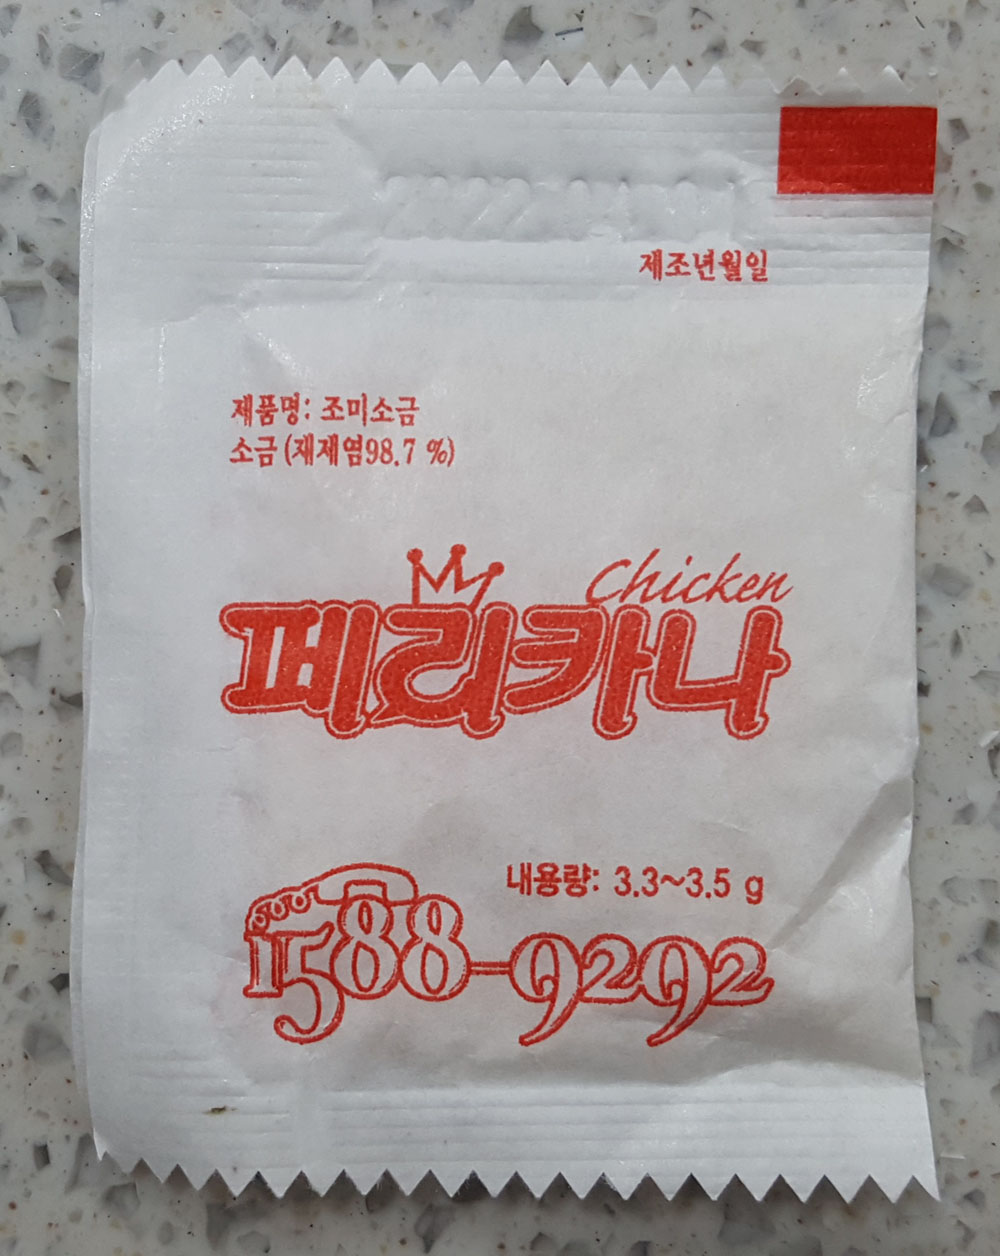 제조년월일
제품명: 조미소금
소금 (재제염98.7 %)
Chicken
페리카나
내용량: 3.3~3.5 g
1588-9292